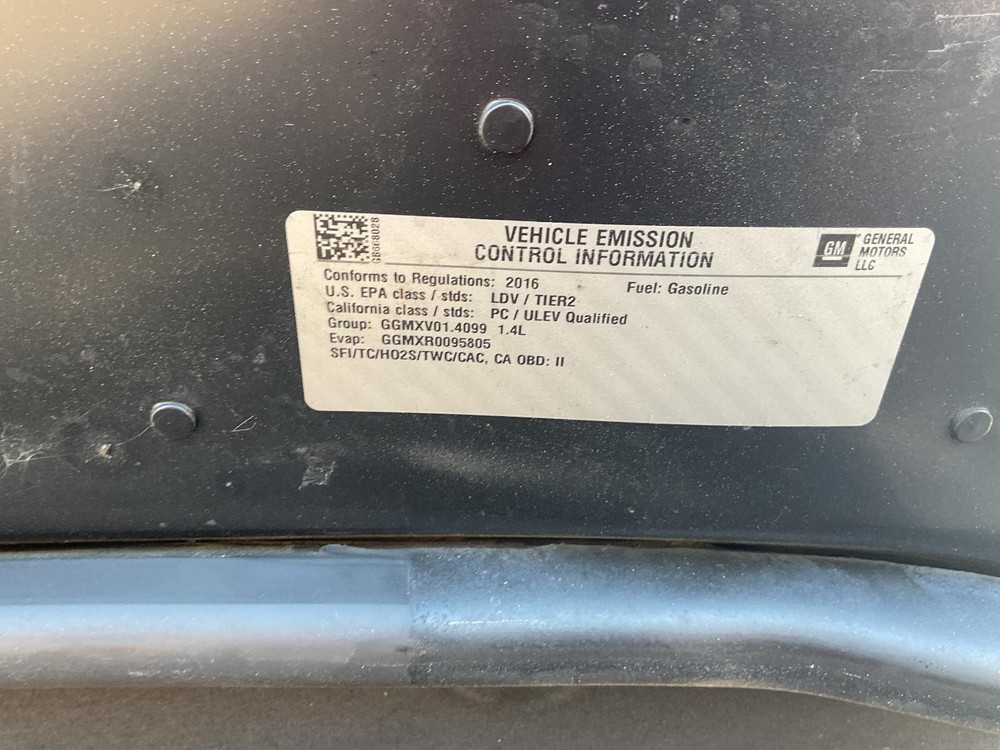 VEHICLE EMISSION
CONTROL INFORMATION
GM GENERAL
MOTORS
LLC
Conforms to Regulations: 2016 Fuel: Gasoline
U.S. EPA class / stds: LDV / TIER2
California class / stds: PC / ULEV Qualified
Group: GGMXV01.4099 1.4L
Evap: GGMXR0095805
SFI/TC/HO2S/TWC/CAC, CA OBD: II